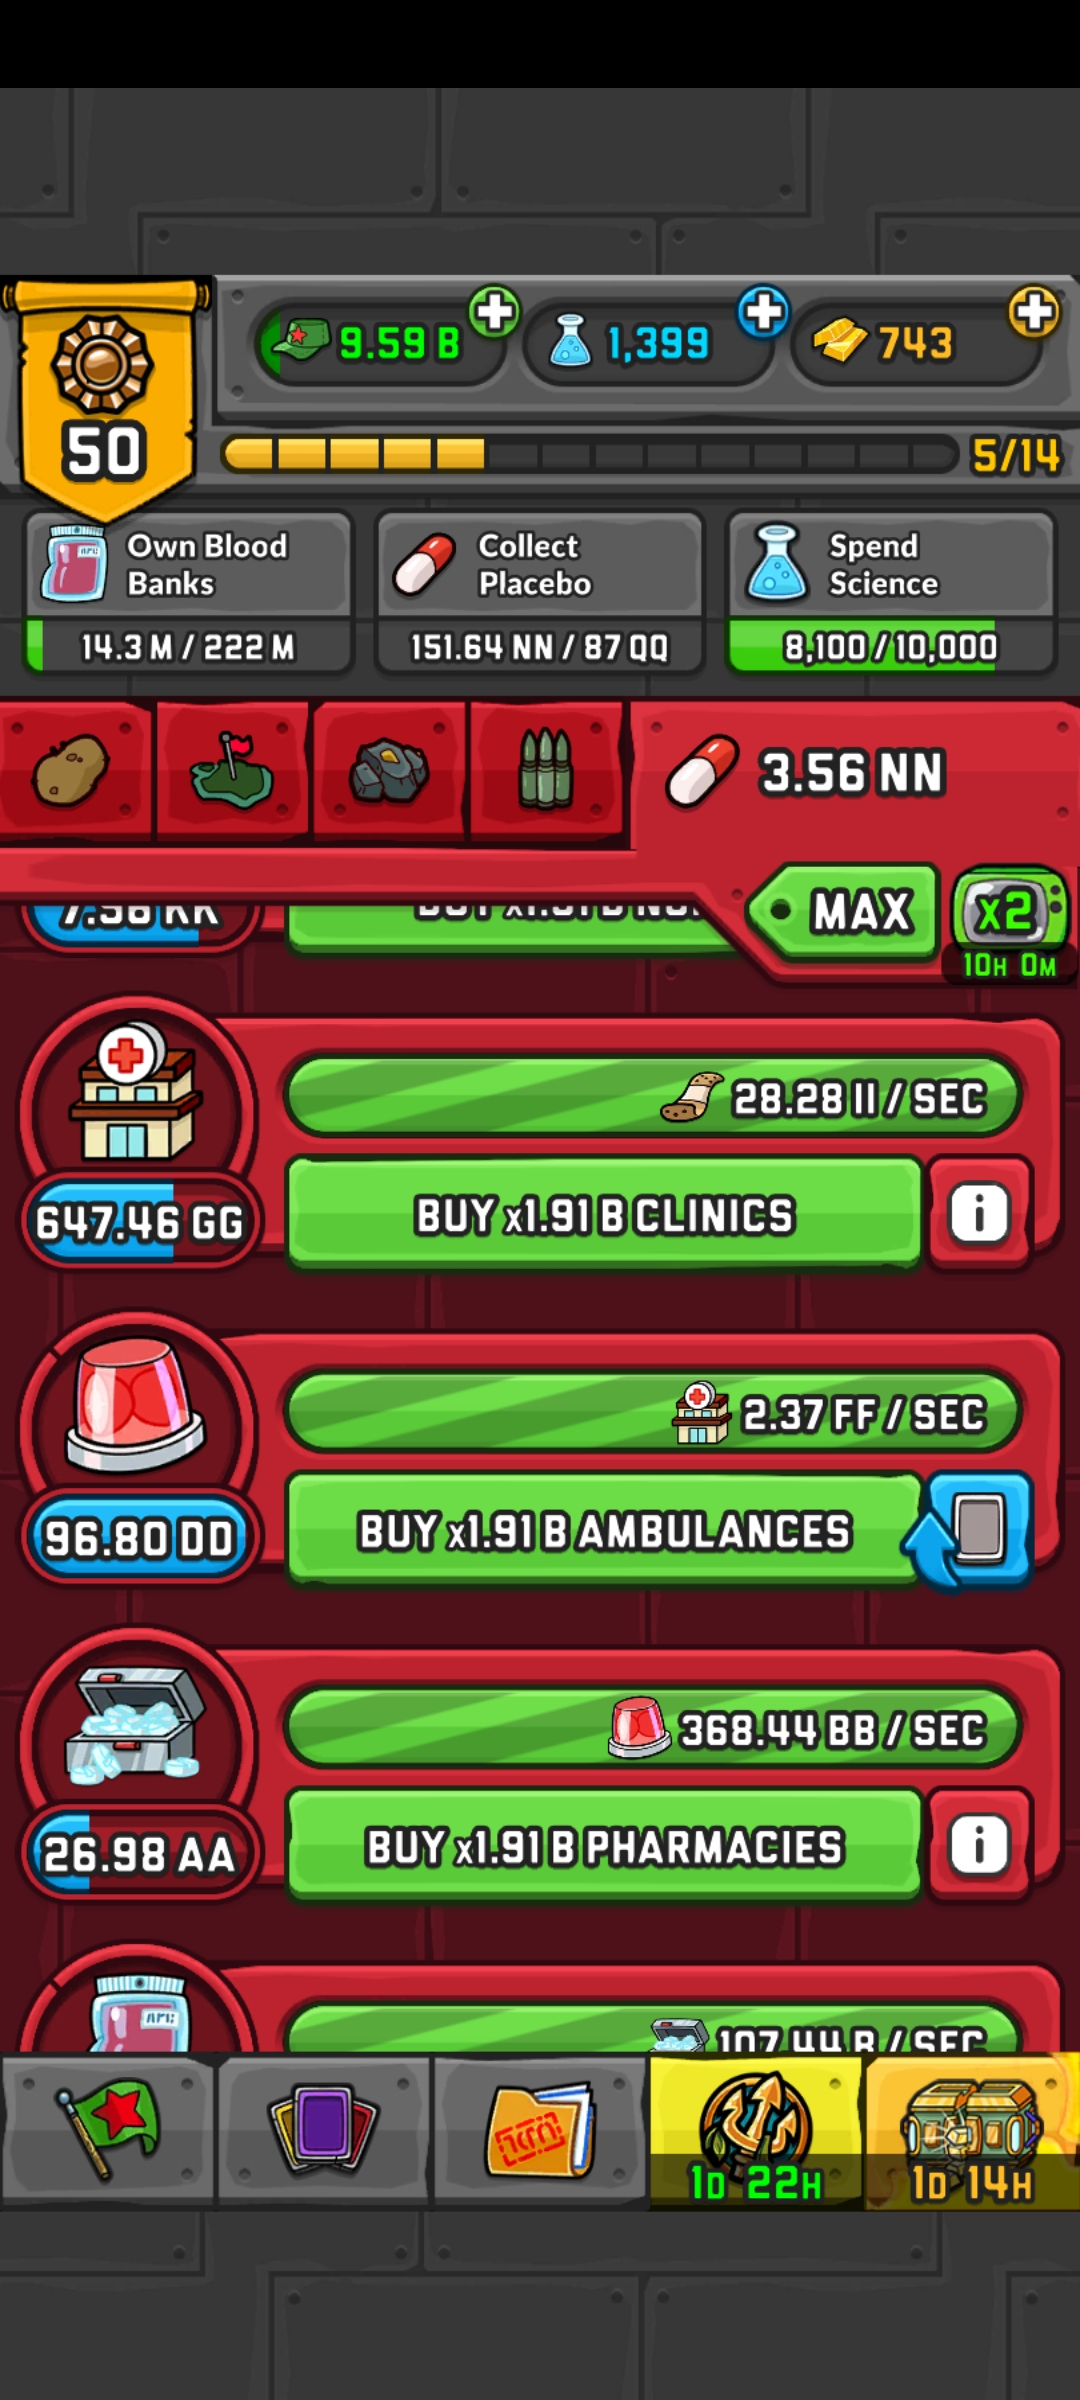 9.59 B
1,399
743
50
5/14
Own Blood
Banks
14.3 M / 222 M
Collect
Placebo
151.64 NN / 87 QQ
Spend
Science
8,100 / 10,000
3.56 NN
MAX
x2
10H 0M
28.28 II / SEC
647.46 GG
BUY x1.91 B CLINICS
i
2.37 FF / SEC
96.80 DD
BUY x1.91 B AMBULANCES
368.44 BB / SEC
26.98 AA
BUY x1.91 B PHARMACIES
i
107.44 B / SEC
1D 22H
1D 14H